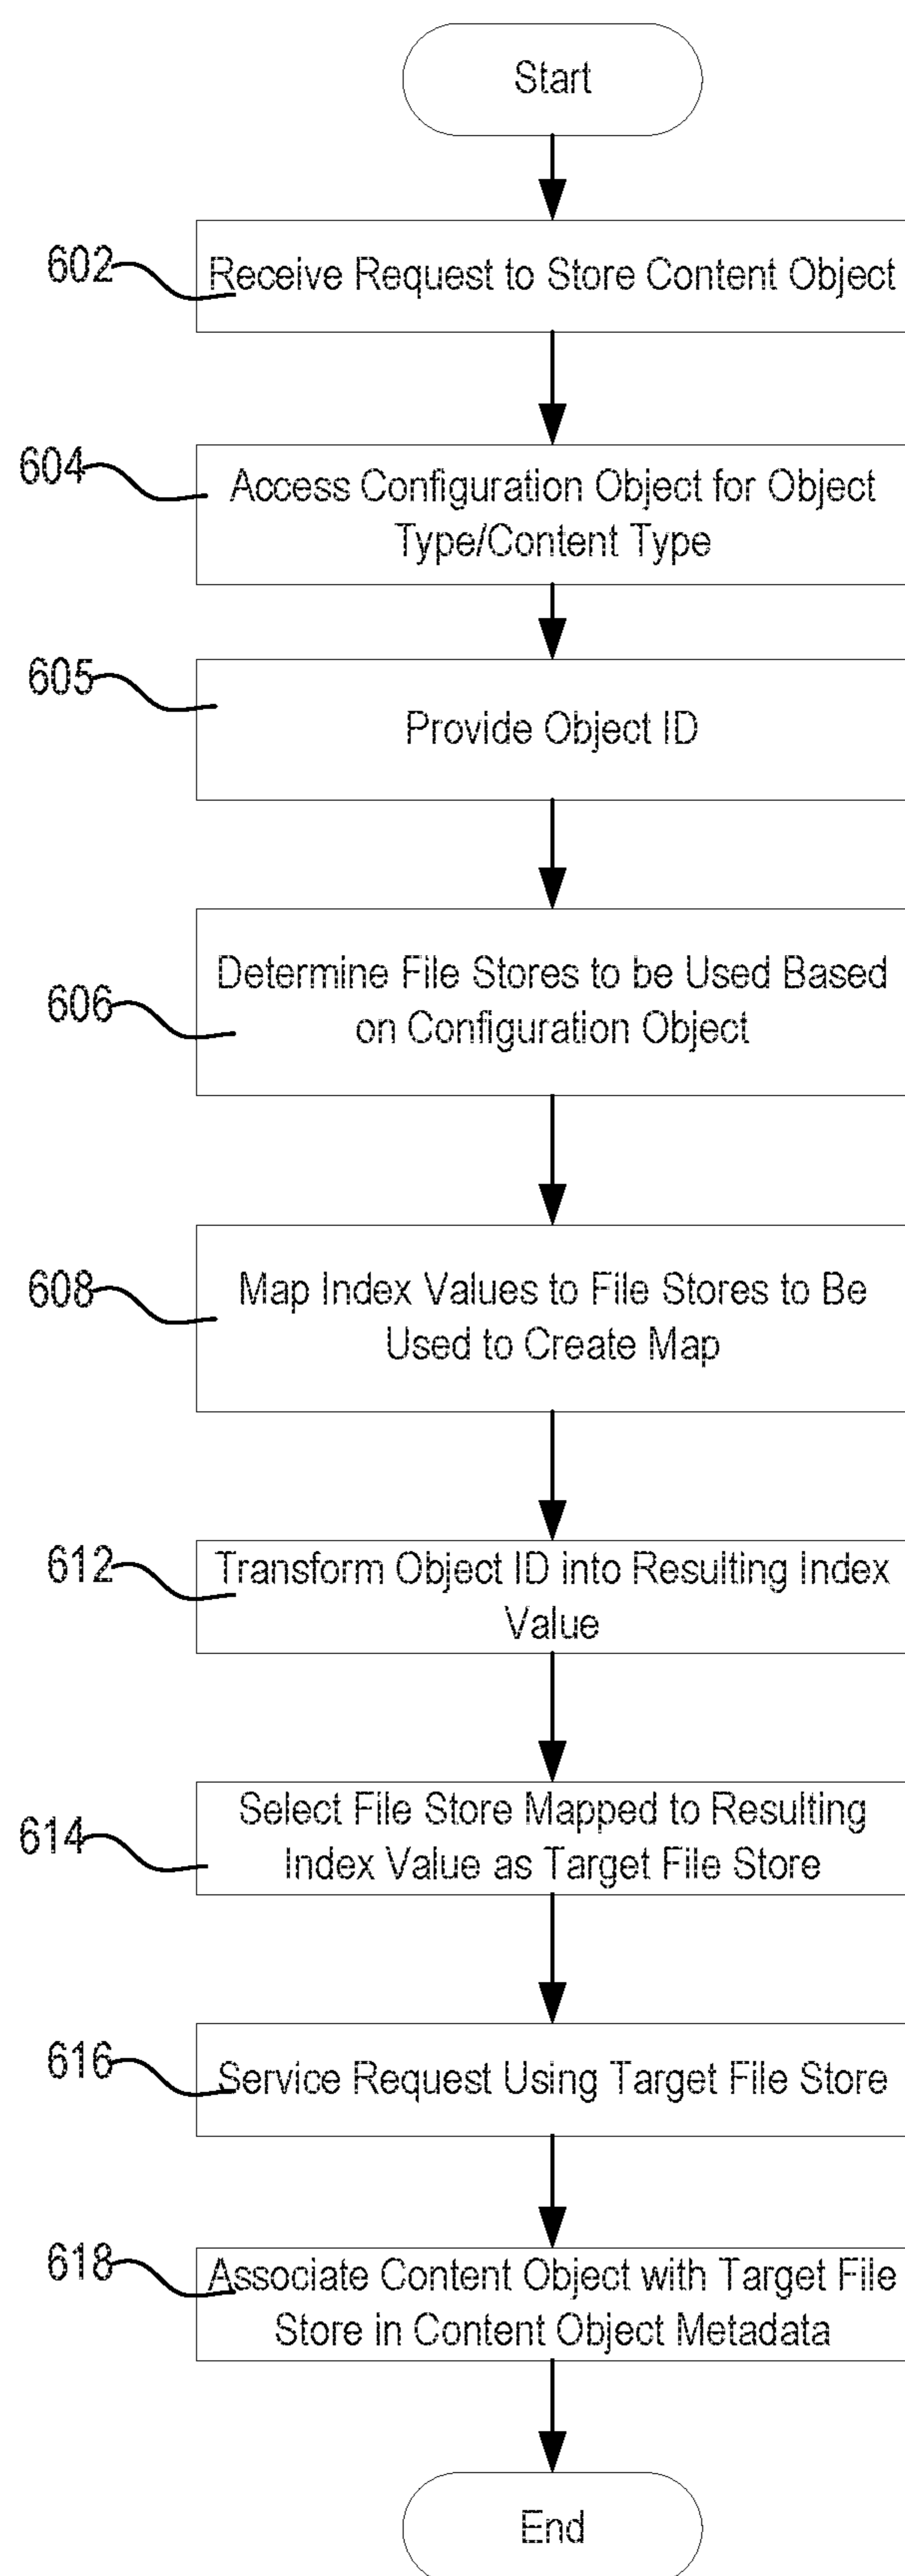 Start
602
Receive Request to Store Content Object
604
Access Configuration Object for Object
Type/Content Type
605
Provide Object ID
606
Determine File Stores to be Used Based
on Configuration Object
608
Map Index Values to File Stores to Be
Used to Create Map
612
Transform Object ID into Resulting Index
Value
614
Select File Store Mapped to Resulting
Index Value as Target File Store
616
Service Request Using Target File Store
618
Associate Content Object with Target File
Store in Content Object Metadata
End